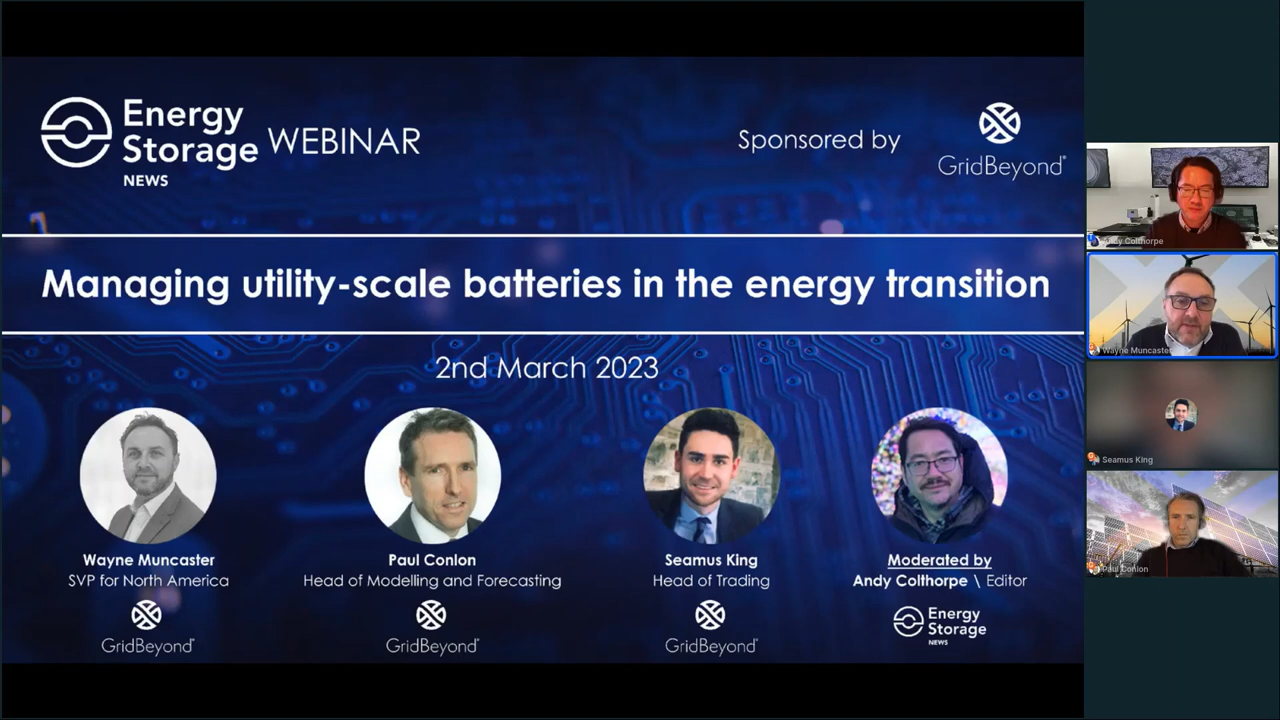 Energy
Storage
NEWS
WEBINAR
Sponsored by
GridBeyond®
Managing utility-scale batteries in the energy transition
2nd March 2023
Wayne Muncaster
SVP for North America
GridBeyond®
Paul Conlon
Head of Modelling and Forecasting
GridBeyond®
Seamus King
Head of Trading
GridBeyond®
Moderated by
Andy Colthorpe \ Editor
Energy
Storage
NEWS
Andy Colthorpe
Wayne Muncaster
Seamus King
Paul Conlon